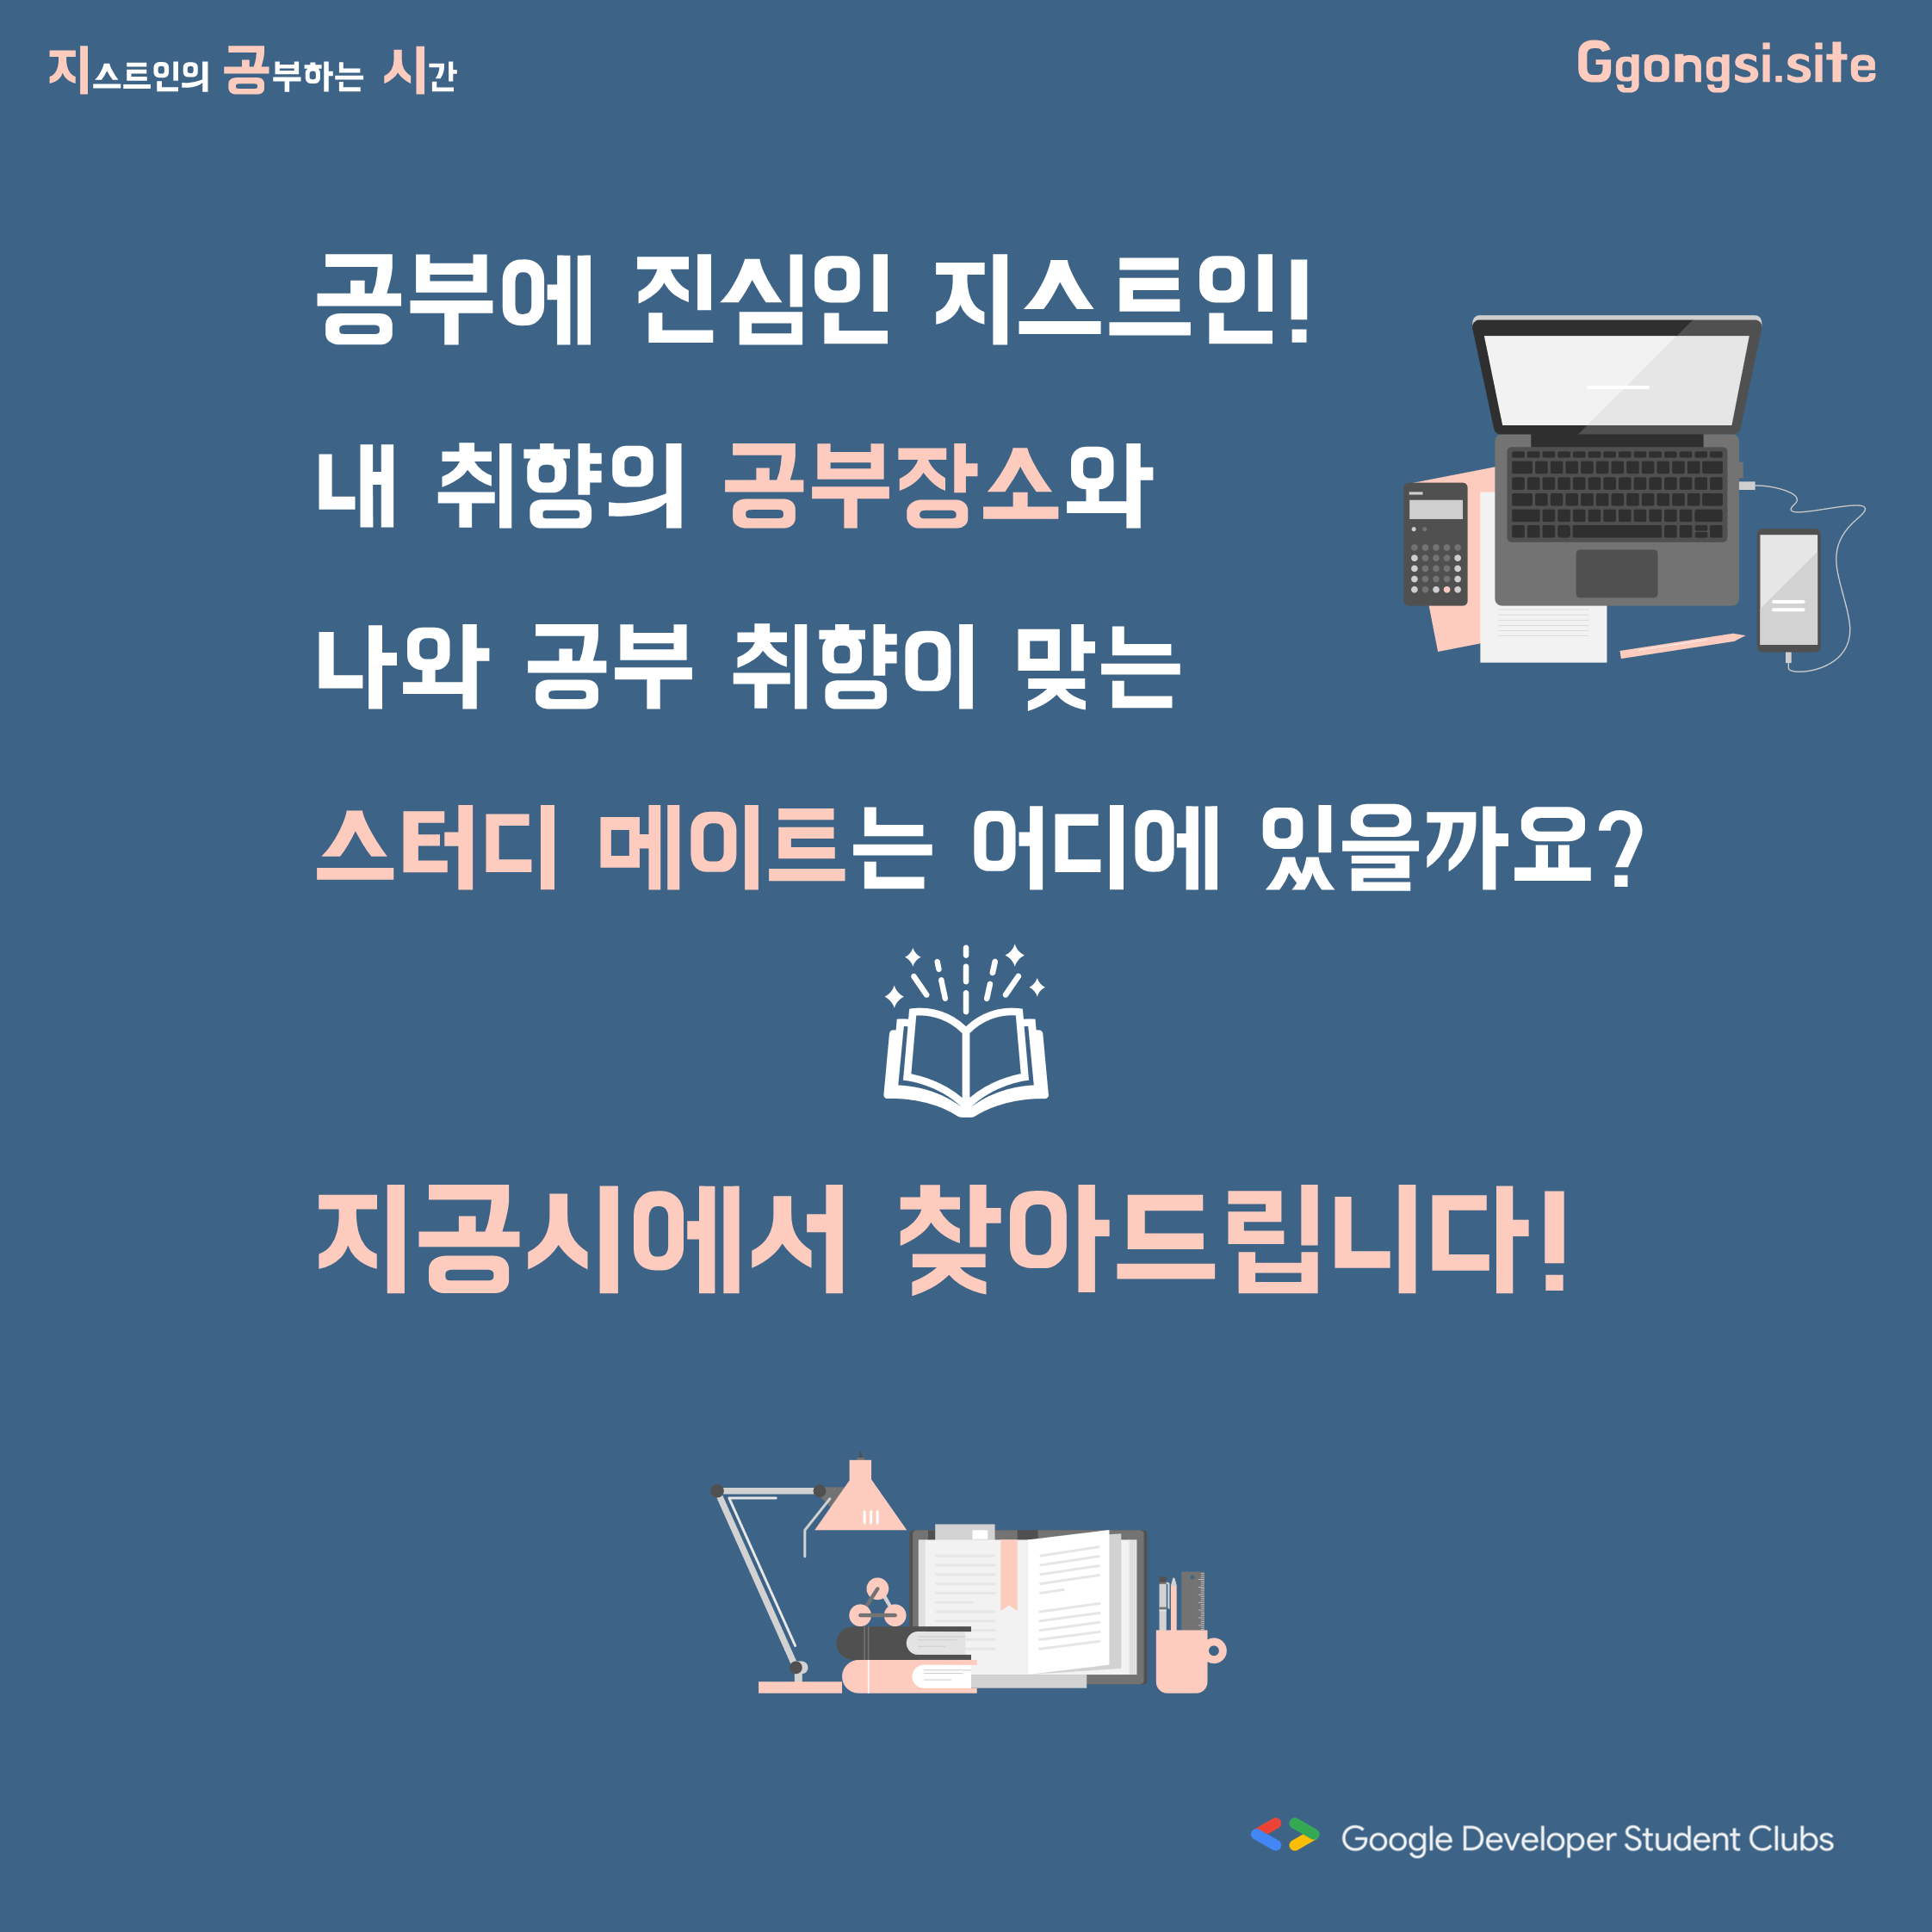 지스트인의 공부하는 시간
Ggongsi.site
공부에 진심인 지스트인!
내 취향의 공부장소와
나와 공부 취향이 맞는
스터디 메이트는 어디에 있을까요?
지공시에서 찾아드립니다!
Google Developer Student Clubs